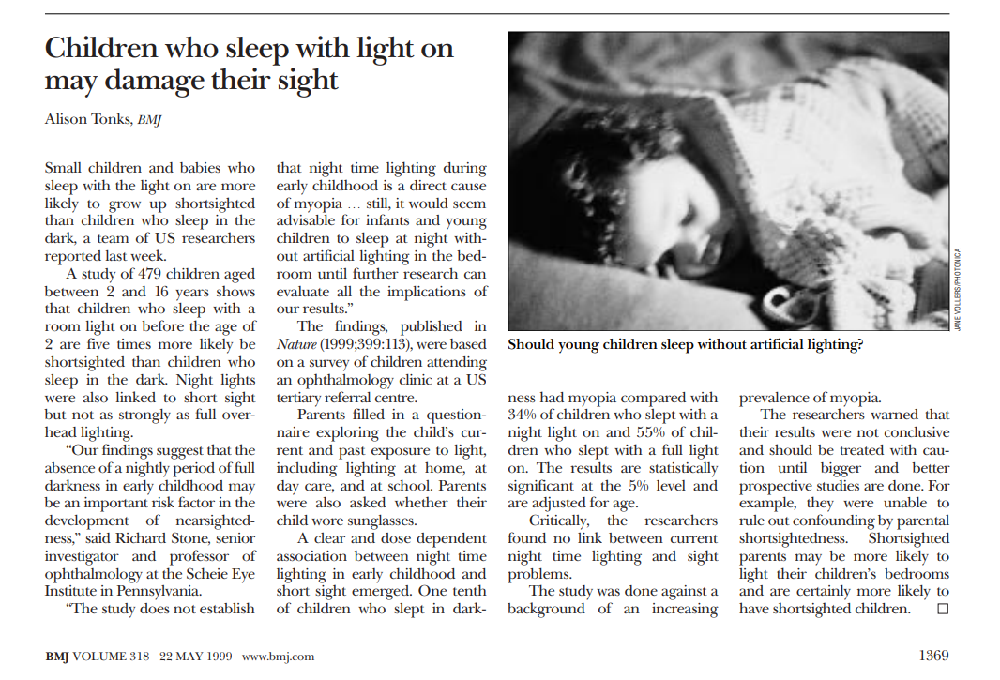 Children who sleep with light on
may damage their sight
Alison Tonks, BMJ
Small children and babies who
sleep with the light on are more
likely to grow up shortsighted
than children who sleep in the
dark, a team of US researchers
reported last week.
A study of 479 children aged
between 2 and 16 years shows
that children who sleep with a
room light on before the age of
2 are five times more likely be
shortsighted than children who
sleep in the dark. Night lights
were also linked to short sight
but not as strongly as full over-
head lighting.
“Our findings suggest that the
absence of a nightly period of full
darkness in early childhood may
be an important risk factor in the
development of nearsighted-
ness,” said Richard Stone, senior
investigator and professor of
ophthalmology at the Scheie Eye
Institute in Pennsylvania.
“The study does not establish
that night time lighting during
early childhood is a direct cause
of myopia … still, it would seem
advisable for infants and young
children to sleep at night with-
out artificial lighting in the bed-
room until further research can
evaluate all the implications of
our results.”
The findings, published in
Nature (1999;399:113), were based
on a survey of children attending
an ophthalmology clinic at a US
tertiary referral centre.
Parents filled in a question-
naire exploring the child’s cur-
rent and past exposure to light,
including lighting at home, at
day care, and at school. Parents
were also asked whether their
child wore sunglasses.
A clear and dose dependent
association between night time
lighting in early childhood and
short sight emerged. One tenth
of children who slept in dark-
JANE VOLLERS/PHOTONICA
Should young children sleep without artificial lighting?
ness had myopia compared with
34% of children who slept with a
night light on and 55% of chil-
dren who slept with a full light
on. The results are statistically
significant at the 5% level and
are adjusted for age.
Critically, the researchers
found no link between current
night time lighting and sight
problems.
The study was done against a
background of an increasing
prevalence of myopia.
The researchers warned that
their results were not conclusive
and should be treated with cau-
tion until bigger and better
prospective studies are done. For
example, they were unable to
rule out confounding by parental
shortsightedness. Shortsighted
parents may be more likely to
light their children’s bedrooms
and are certainly more likely to
have shortsighted children. □
BMJ VOLUME 318 22 MAY 1999 www.bmj.com
1369